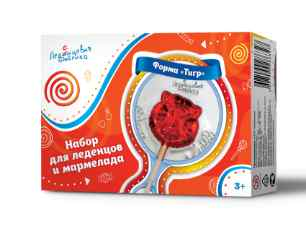 Леденцовая
фабрика
Форма «Тигр»
Набор
для леденцов
и мармелада
3+